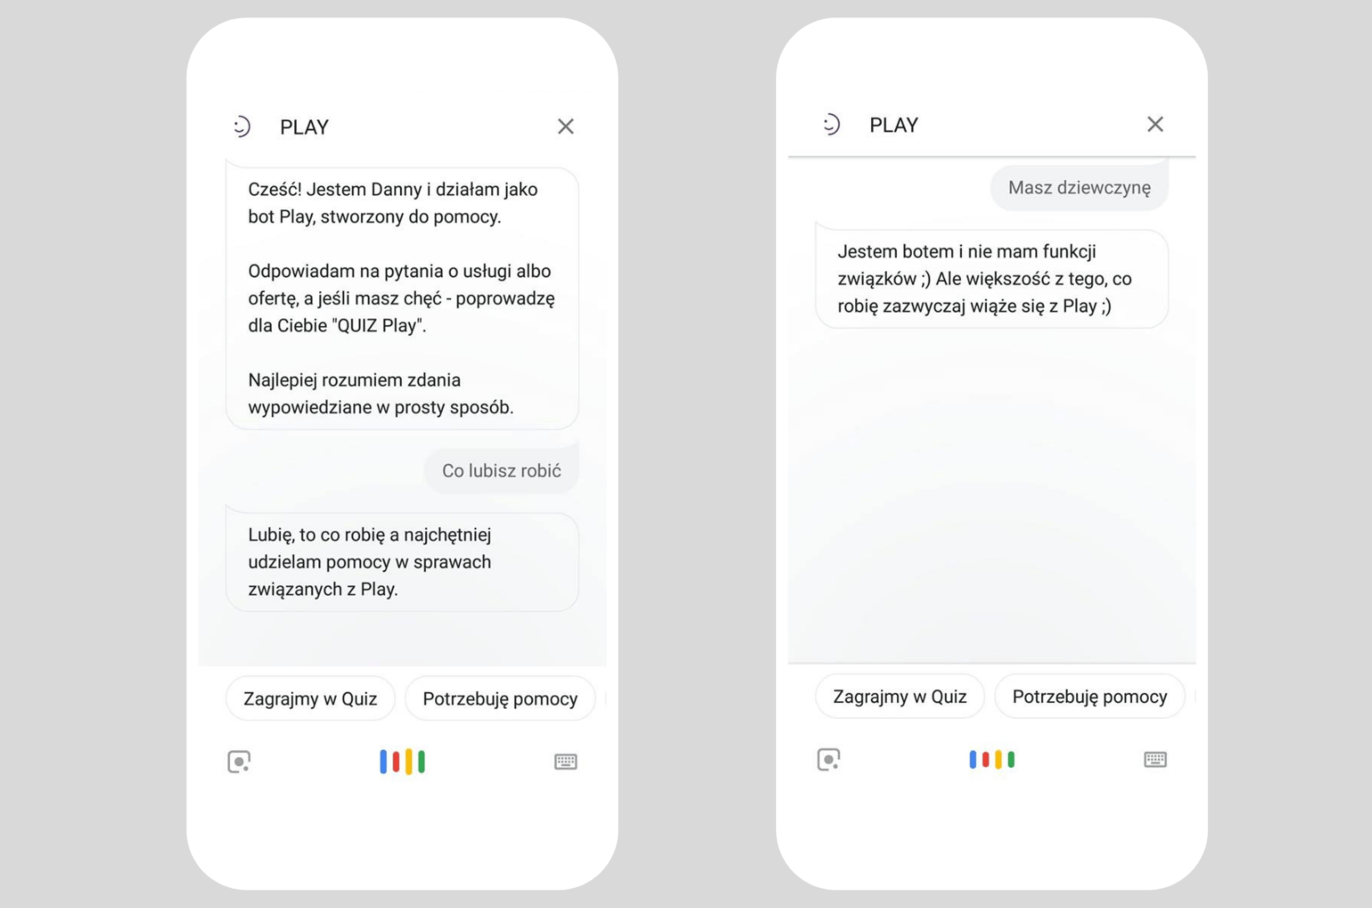 PLAY
Cześć! Jestem Danny i działam jako
bot Play, stworzony do pomocy.
Odpowiadam na pytania o usługi albo
ofertę, a jeśli masz chęć - poprowadzę
dla Ciebie "QUIZ Play".
Najlepiej rozumiem zdania
wypowiedziane w prosty sposób.
Co lubisz robić
Lubię, to co robię a najchętniej
udzielam pomocy w sprawach
związanych z Play.
Zagrajmy w Quiz
Potrzebuję pomocy
PLAY
Masz dziewczynę
Jestem botem i nie mam funkcji
związków ;) Ale większość z tego, co
robię zazwyczaj wiąże się z Play ;)
Zagrajmy w Quiz
Potrzebuję pomocy